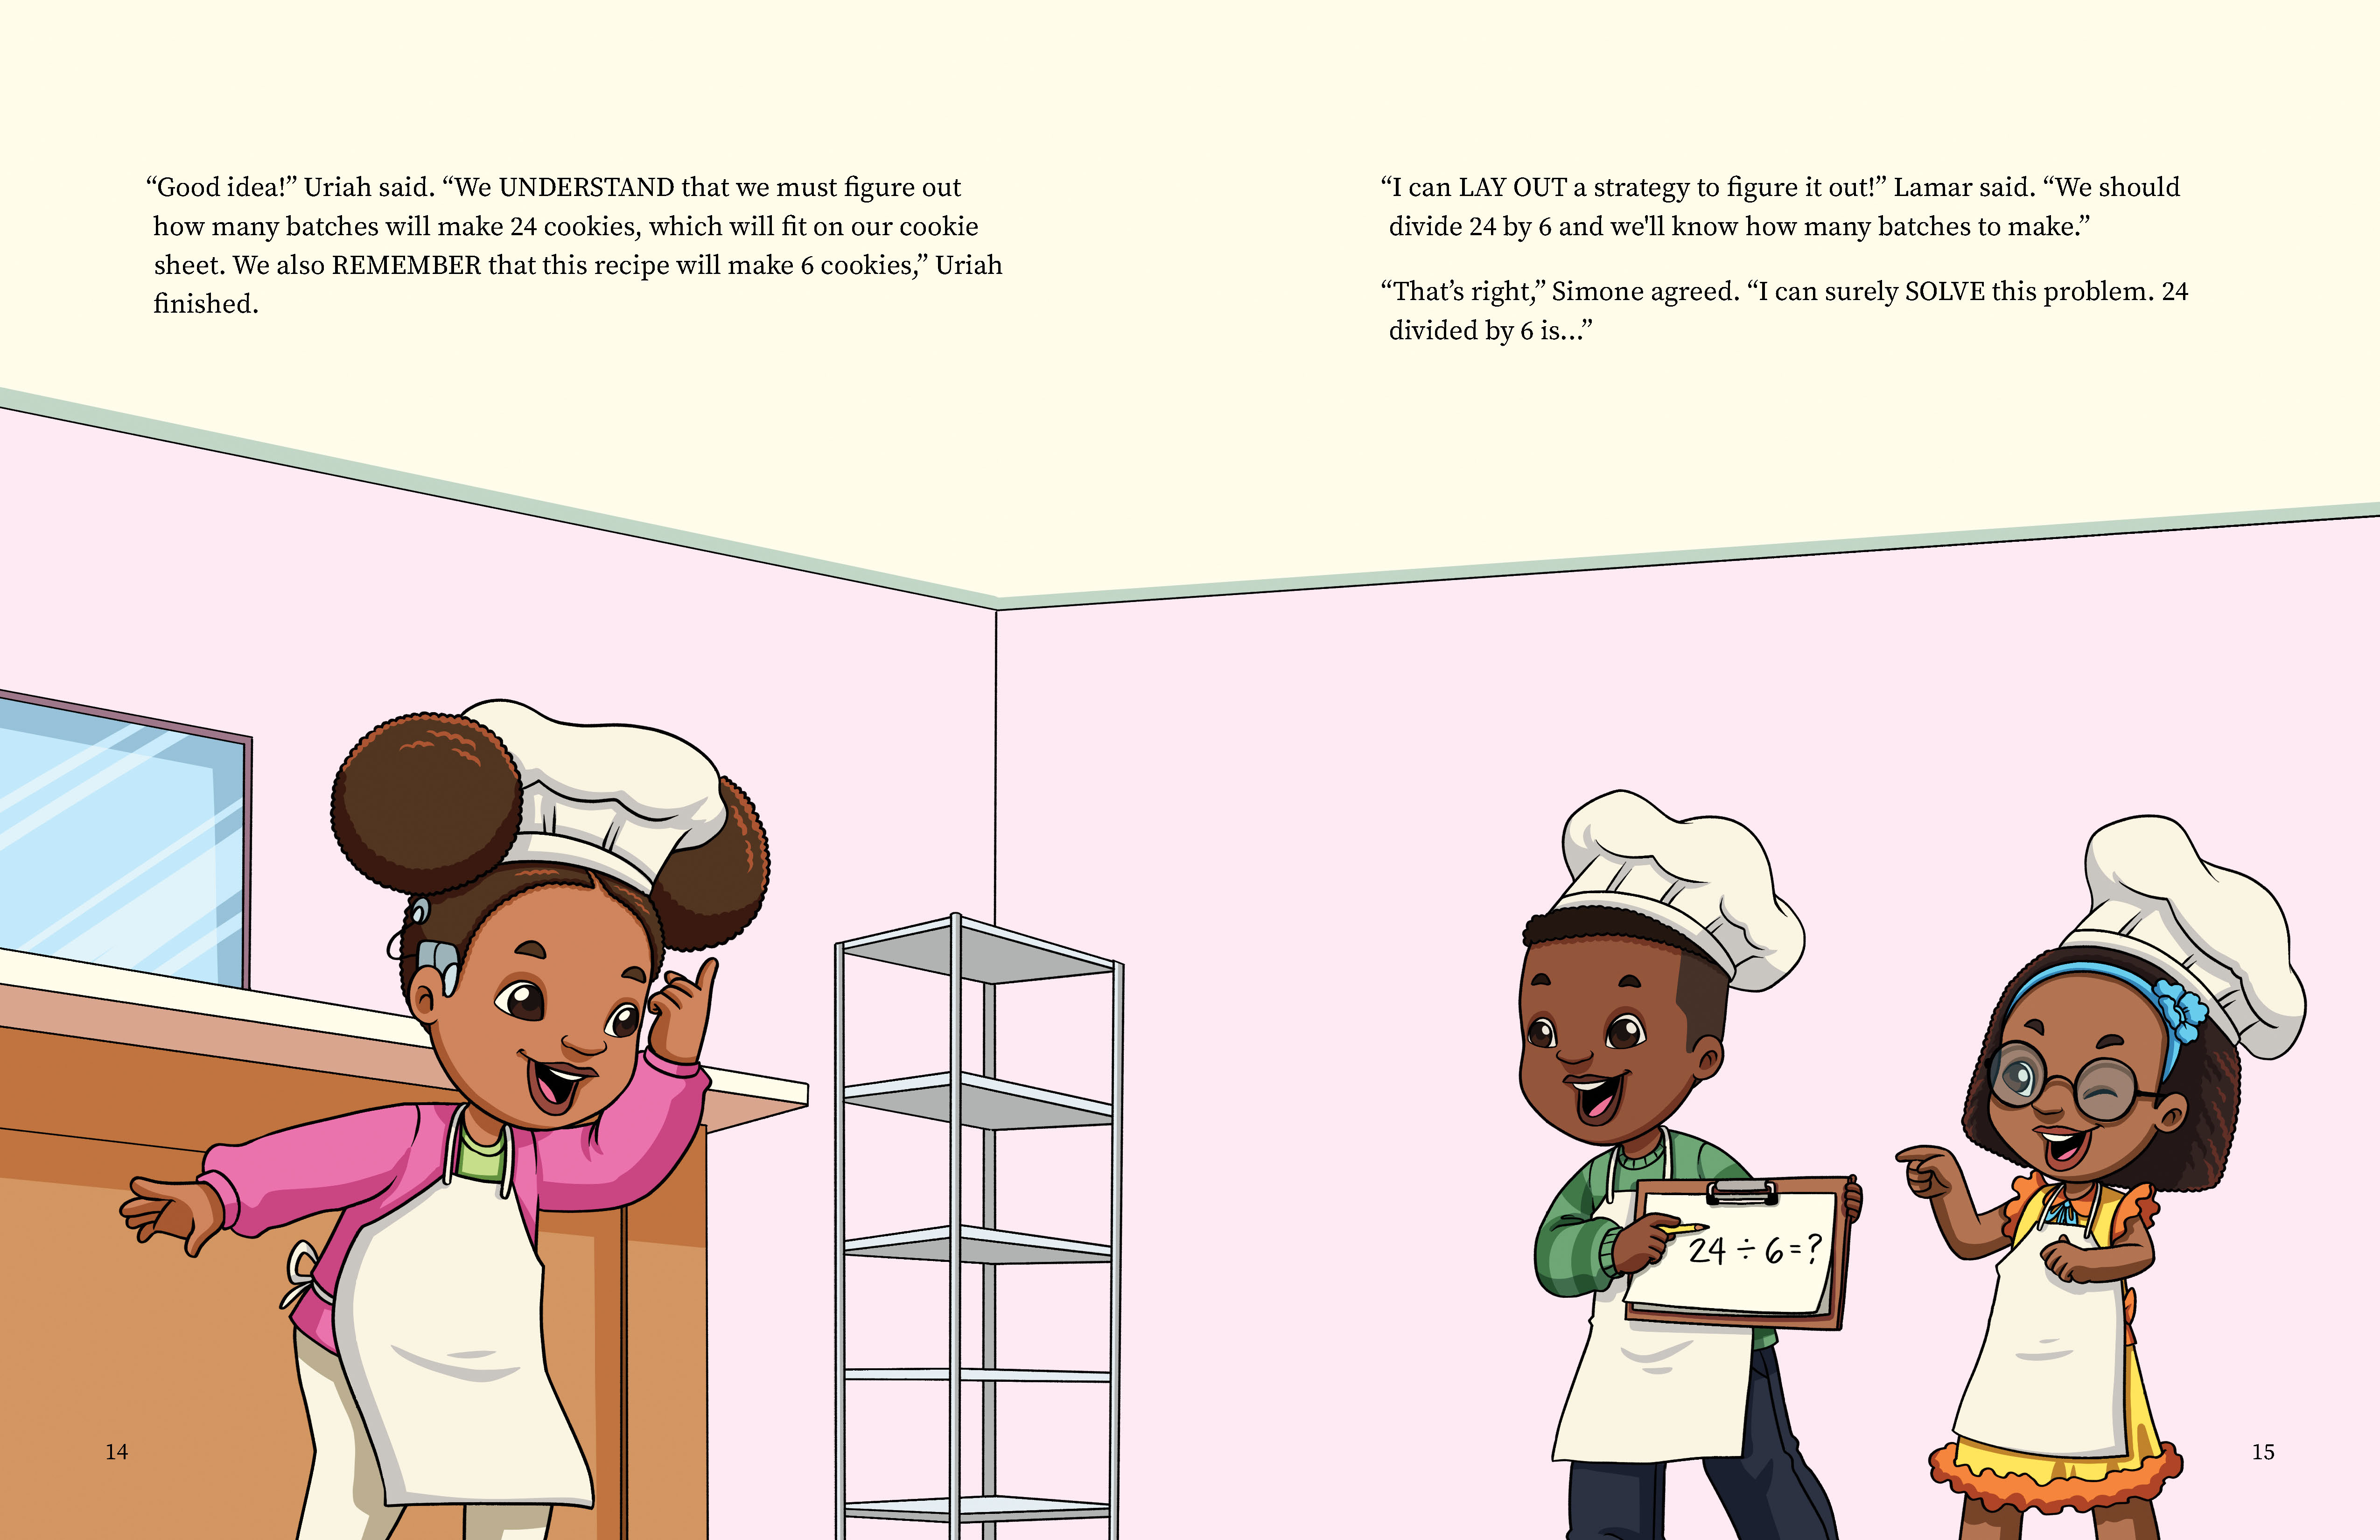 “Good idea!” Uriah said. “We UNDERSTAND that we must figure out
how many batches will make 24 cookies, which will fit on our cookie
sheet. We also REMEMBER that this recipe will make 6 cookies,” Uriah
finished.
14
“I can LAY OUT a strategy to figure it out!” Lamar said. “We should
divide 24 by 6 and we'll know how many batches to make.”
“That’s right,” Simone agreed. “I can surely SOLVE this problem. 24
divided by 6 is…”
24 ÷ 6 = ?
15